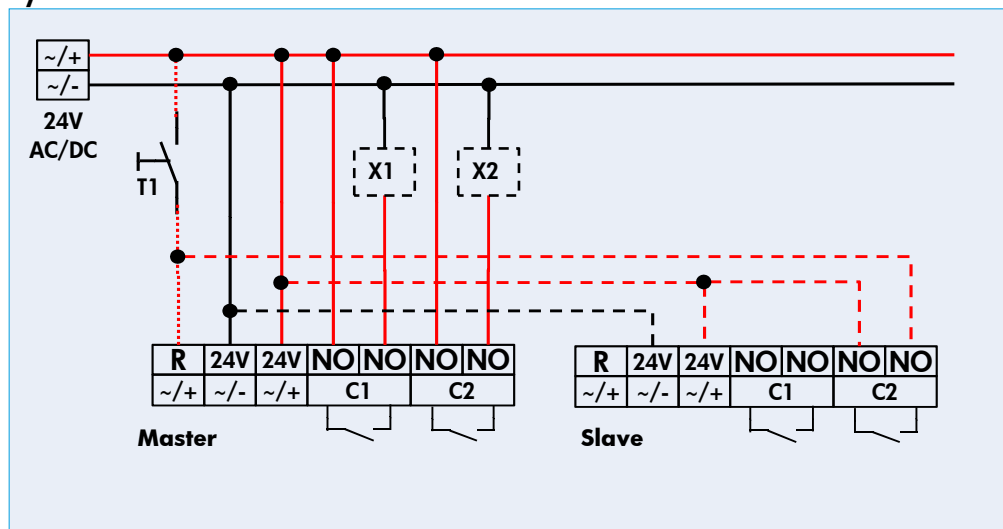 ~/+
~/-
24V
AC/DC
T1
X1
X2
R 24V 24V NO NO NO NO
~/+ ~/- ~/+ C1 C2
Master
R 24V 24V NO NO NO NO
~/+ ~/- ~/+ C1 C2
Slave